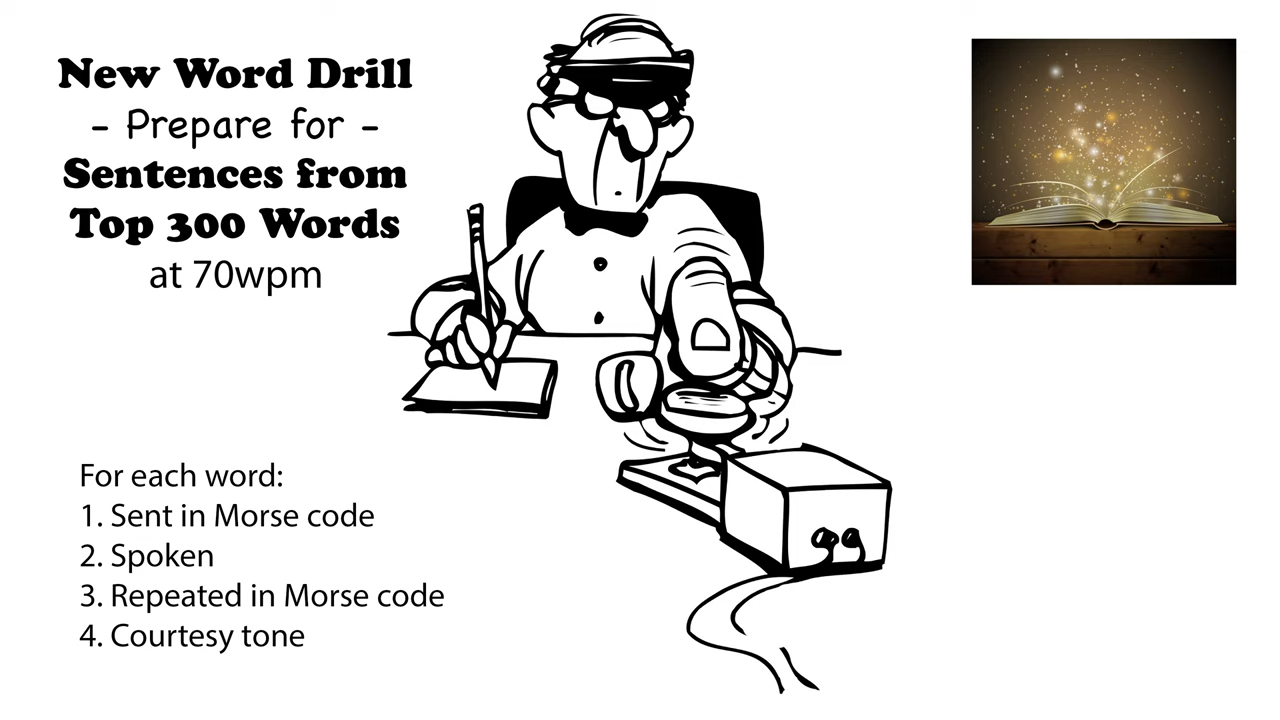 New Word Drill
- Prepare for -
Sentences from
Top 300 Words
at 70wpm
For each word:
1. Sent in Morse code
2. Spoken
3. Repeated in Morse code
4. Courtesy tone